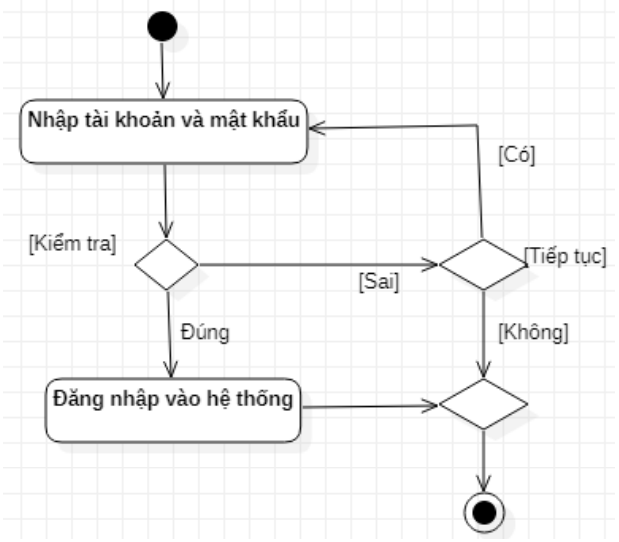 Nhập tài khoản và mật khẩu
[Có]
[Kiểm tra]
[Tiếp tục]
[Sai]
Đúng
[Không]
Đăng nhập vào hệ thống